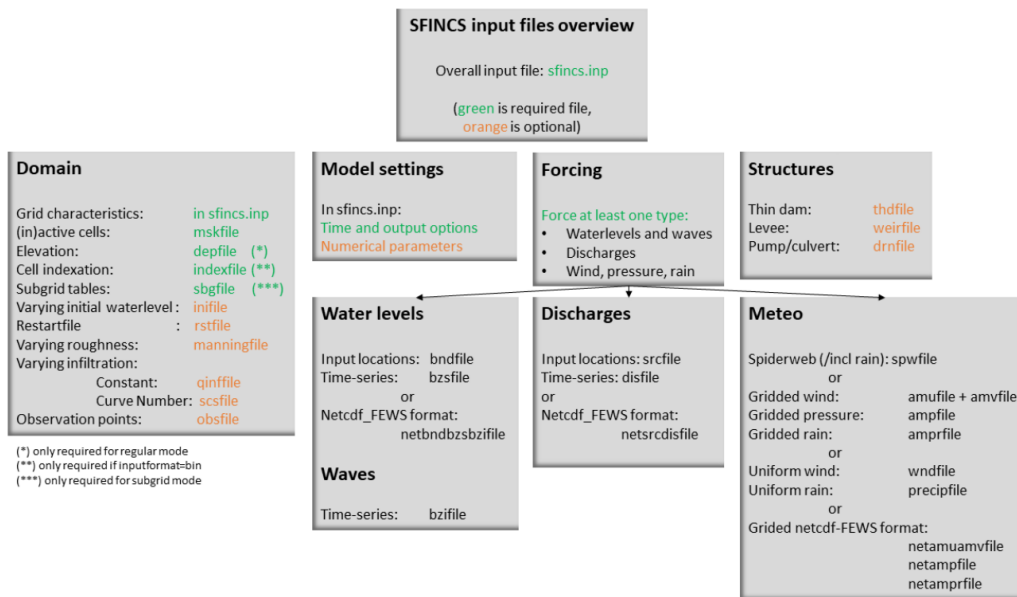 SFINCS input files overview
Overall input file: sfincs.inp
(green is required file,
orange is optional)
Domain
Grid characteristics: in sfincs.inp
(in)active cells: mskfile
Elevation: depfile (*)
Cell indexation: indexfile (**)
Subgrid tables: sbgfile (***)
Varying initial waterlevel : inifile
Restartfile : rstfile
Varying roughness: manningfile
Varying infiltration:
Constant: qinffile
Curve Number: scsfile
Observation points: obsfile
(*) only required for regular mode
(**) only required if inputformat=bin
(***) only required for subgrid mode
Model settings
In sfincs.inp:
Time and output options
Numerical parameters
Forcing
Force at least one type:
• Waterlevels and waves
• Discharges
• Wind, pressure, rain
Structures
Thin dam: thdfile
Levee: weirfile
Pump/culvert: drnfile
Water levels
Input locations: bndfile
Time-series: bzsfile
or
Netcdf_FEWS format:
netbndbzsbzifile
Waves
Time-series: bzifile
Discharges
Input locations: srcfile
Time-series: disfile
or
Netcdf_FEWS format:
netsrcdisfile
Meteo
Spiderweb (/incl rain): spwfile
or
Gridded wind: amufile + amvfile
Gridded pressure: ampfile
Gridded rain: amprfile
or
Uniform wind: wndfile
Uniform rain: precipfile
or
Grided netcdf-FEWS format:
netamuamvfile
netampfile
netamprfile